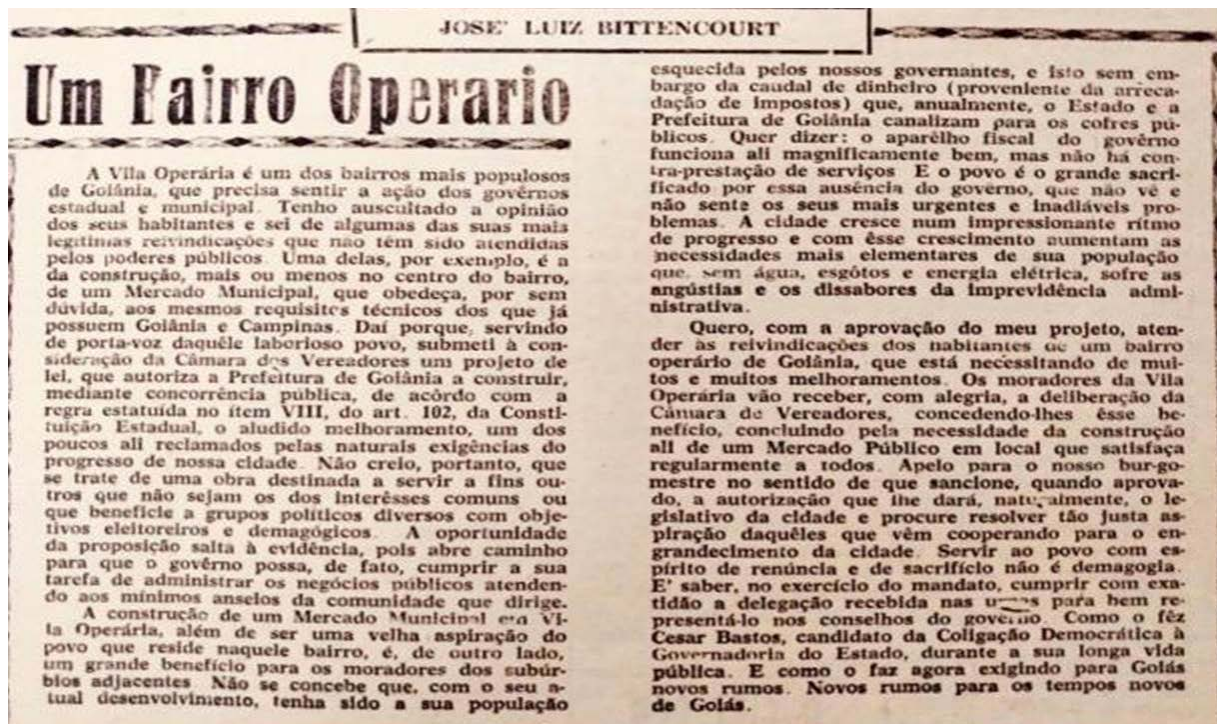 JOSE' LUIZ BITTENCOURT
Um Bairro Operario
A Vila Operária é um dos bairros mais populosos
de Goiânia, que precisa sentir a ação dos govêrnos
estadual e municipal. Tenho auscultado a opinião
dos seus habitantes e sei de algumas das suas mais
legítimas reivindicações que não têm sido atendidas
pelos poderes públicos. Uma delas, por exemplo, é a
da construção, mais ou menos no centro do bairro,
de um Mercado Municipal, que obedeça, por sem
dúvida, aos mesmos requisitcs técnicos dos que já
possuem Goiânia e Campinas. Daí porque, servindo
de porta-voz daquêle laborioso povo, submeti à con-
sideração da Câmara dos Vereadores um projeto de
lei, que autoriza a Prefeitura de Goiânia a construir,
mediante concorrência pública, de acôrdo com a
regra estatuída no item VIII, do art. 102, da Consti-
tuição Estadual, o aludido melhoramento, um dos
poucos ali reclamados pelas naturais exigências do
progresso de nossa cidade. Não creio, portanto, que
se trate de uma obra destinada a servir a fins ou-
tros que não sejam os dos interêsses comuns ou
que beneficie a grupos políticos diversos com obje-
tivos eleitoreiros e demagógicos. A oportunidade
da proposição salta à evidência, pois abre caminho
para que o govêrno possa, de fato, cumprir a sua
tarefa de administrar os negócios públicos atenden-
do aos mínimos anseios da comunidade que dirige.
A construção de um Mercado Municipal em Vi-
la Operária, além de ser uma velha aspiração do
povo que reside naquele bairro, é, de outro lado,
um grande benefício para os moradores dos subúr-
bios adjacentes Não se concebe que, com o seu a-
tual desenvolvimento, tenha sido a sua população
esquecida pelos nossos governantes, e isto sem em-
bargo da caudal de dinheiro (proveniente da arreca-
dação de impostos) que, anualmente, o Estado e a
Prefeitura de Goiânia canalizam para os cofres pú-
blicos. Quer dizer: o aparêlho fiscal do govêrno
funciona ali magnificamente bem, mas não há con-
tra-prestação de serviços E o povo é o grande sacri-
ficado por essa ausência do governo, que não vê e
não sente os seus mais urgentes e inadiáveis pro-
blemas. A cidade cresce num impressionante ritmo
de progresso e com êsse crescimento aumentam as
necessidades mais elementares de sua população
que, sem água, esgôtos e energia elétrica, sofre as
angústias e os dissabores da imprevidência admi-
nistrativa.
Quero, com a aprovação do meu projeto, aten-
der às reivindicações dos habitantes de um bairro
operário de Goiânia, que está necessitando de mui-
tos e muitos melhoramentos. Os moradores da Vila
Operária vão receber, com alegria, a deliberação da
Câmara de Vereadores, concedendo-lhes êsse be-
nefício, concluindo pela necessidade da construção
ali de um Mercado Público em local que satisfaça
regularmente a todos. Apelo para o nosso bur-go-
mestre no sentido de que sancione, quando aprova-
do, a autorização que lhe dará, naturalmente, o le-
gislativo da cidade e procure resolver tão justa as-
piração daquêles que vêm cooperando para o en-
grandecimento da cidade. Servir ao povo com es-
pírito de renúncia e de sacrifício não é demagogia.
E' saber, no exercício do mandato, cumprir com exa-
tidão a delegação recebida nas urnas para bem re-
presentá-lo nos conselhos do governo. Como o fêz
Cesar Bastos, candidato da Coligação Democrática à
Governadoria do Estado, durante a sua longa vida
pública. E como o faz agora exigindo para Goiás
novos rumos. Novos rumos para os tempos novos
de Goiás.